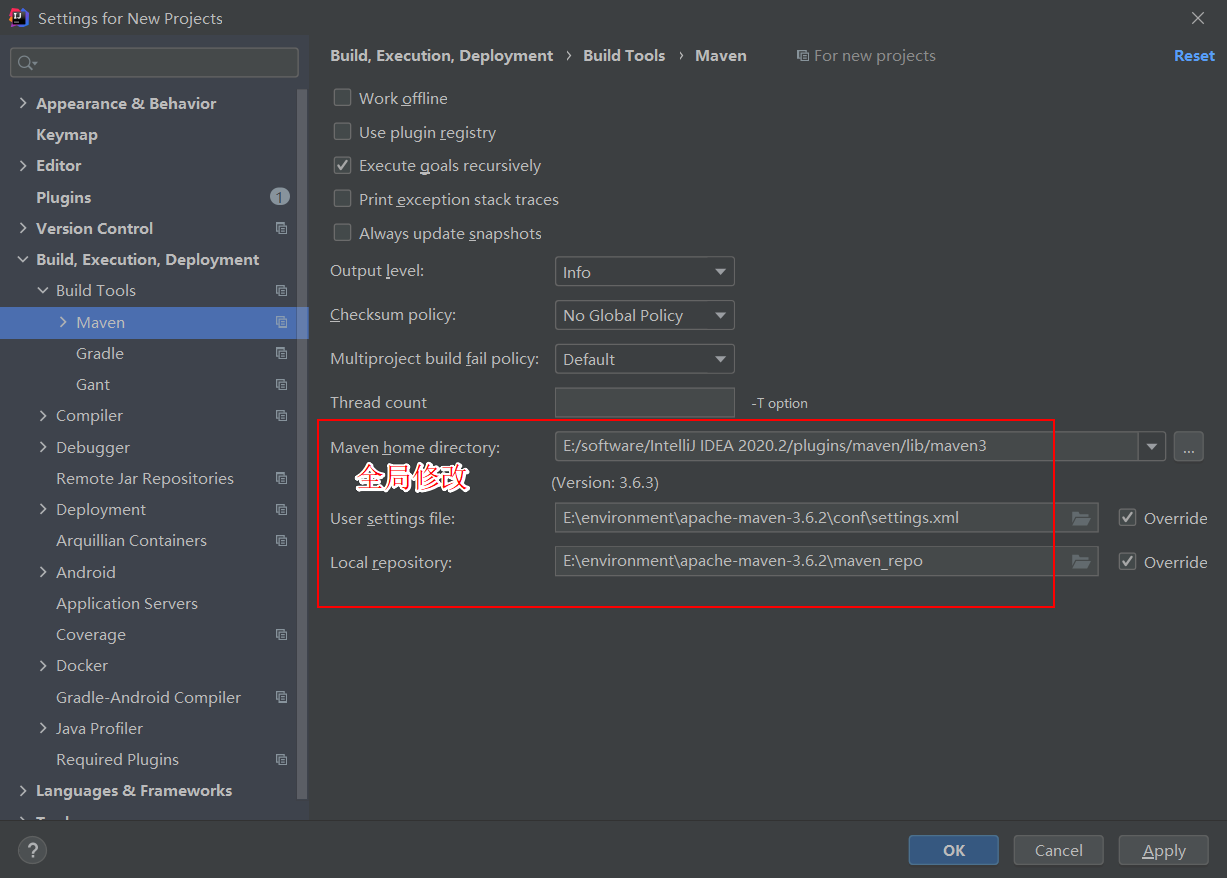 Settings for New Projects
Build, Execution, Deployment › Build Tools › Maven For new projects Reset
Appearance & Behavior
Keymap
Editor
Plugins 1
Version Control
Build, Execution, Deployment
Build Tools
Maven
Gradle
Gant
Compiler
Debugger
Remote Jar Repositories
Deployment
Arquillian Containers
Android
Application Servers
Coverage
Docker
Gradle-Android Compiler
Java Profiler
Required Plugins
Languages & Frameworks
Work offline
Use plugin registry
Execute goals recursively
Print exception stack traces
Always update snapshots
Output level: Info
Checksum policy: No Global Policy
Multiproject build fail policy: Default
Thread count -T option
Maven home directory: E:/software/IntelliJ IDEA 2020.2/plugins/maven/lib/maven3 ...
全局修改
(Version: 3.6.3)
User settings file: E:\environment\apache-maven-3.6.2\conf\settings.xml Override
Local repository: E:\environment\apache-maven-3.6.2\maven_repo Override
? OK Cancel Apply